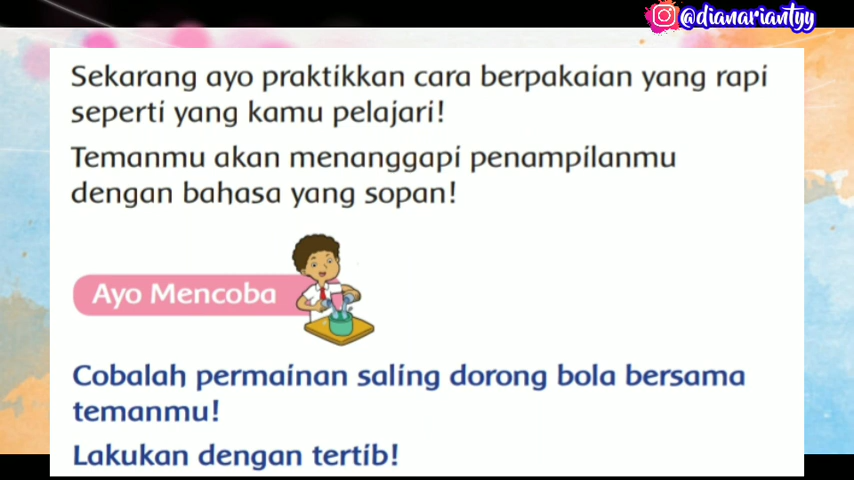 @dianariantyy
Sekarang ayo praktikkan cara berpakaian yang rapi
seperti yang kamu pelajari!
Temanmu akan menanggapi penampilanmu
dengan bahasa yang sopan!
Ayo Mencoba
Cobalah permainan saling dorong bola bersama
temanmu!
Lakukan dengan tertib!